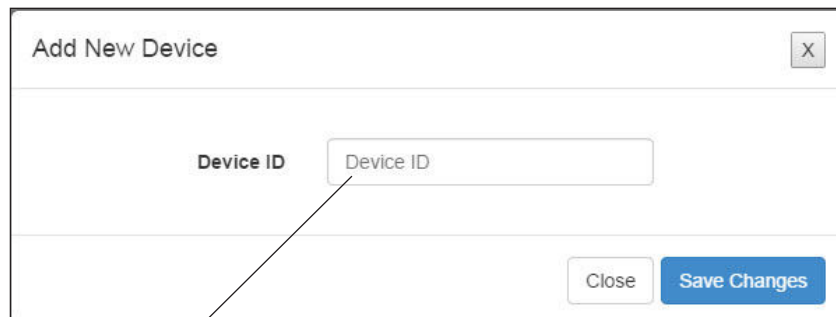 Add New Device X
Device ID Device ID
Close Save Changes